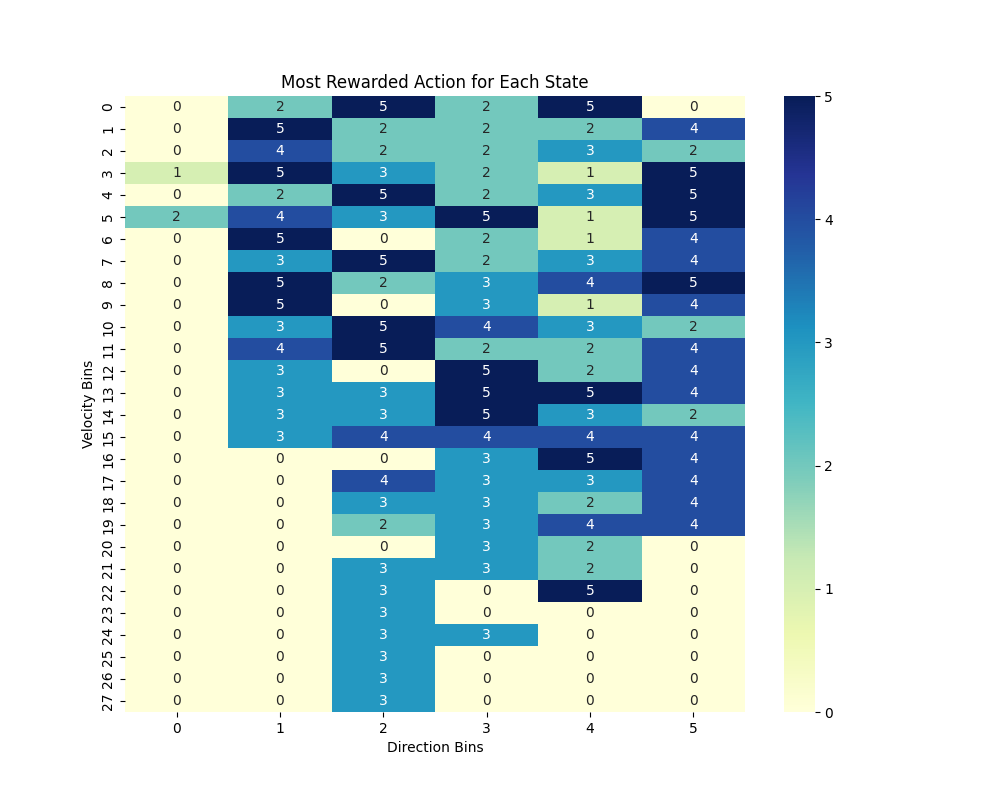 Most Rewarded Action for Each State
0 0 2 5 2 5 0
1 0 5 2 2 2 4
2 0 4 2 2 3 2
3 1 5 3 2 1 5
4 0 2 5 2 3 5
5 2 4 3 5 1 5
6 0 5 0 2 1 4
7 0 3 5 2 3 4
8 0 5 2 3 4 5
9 0 5 0 3 1 4
10 0 3 5 4 3 2
11 0 4 5 2 2 4
12 0 3 0 5 2 4
13 0 3 3 5 5 4
14 0 3 3 5 3 2
15 0 3 4 4 4 4
16 0 0 0 3 5 4
17 0 0 4 3 3 4
18 0 0 3 3 2 4
19 0 0 2 3 4 4
20 0 0 0 3 2 0
21 0 0 3 3 2 0
22 0 0 3 0 5 0
23 0 0 3 0 0 0
24 0 0 3 3 0 0
25 0 0 3 0 0 0
26 0 0 3 0 0 0
27 0 0 3 0 0 0
0 1 2 3 4 5
Direction Bins
Velocity Bins
5
4
3
2
1
0